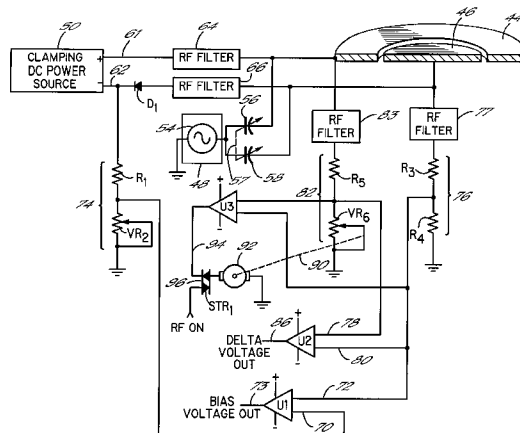 50
CLAMPING
DC POWER
SOURCE
+
−
61
62
64
RF FILTER
66
RF FILTER
D1
46
44
56
54
57
58
48
RF
FILTER
83
RF
FILTER
77
R1
74
VR2
82
R5
VR6
R3
76
R4
+
U3
−
94
92
90
96
STR1
RF ON
86
DELTA
VOLTAGE
OUT
+
U2
−
78
80
73
BIAS
VOLTAGE OUT
+
U1
−
72
70